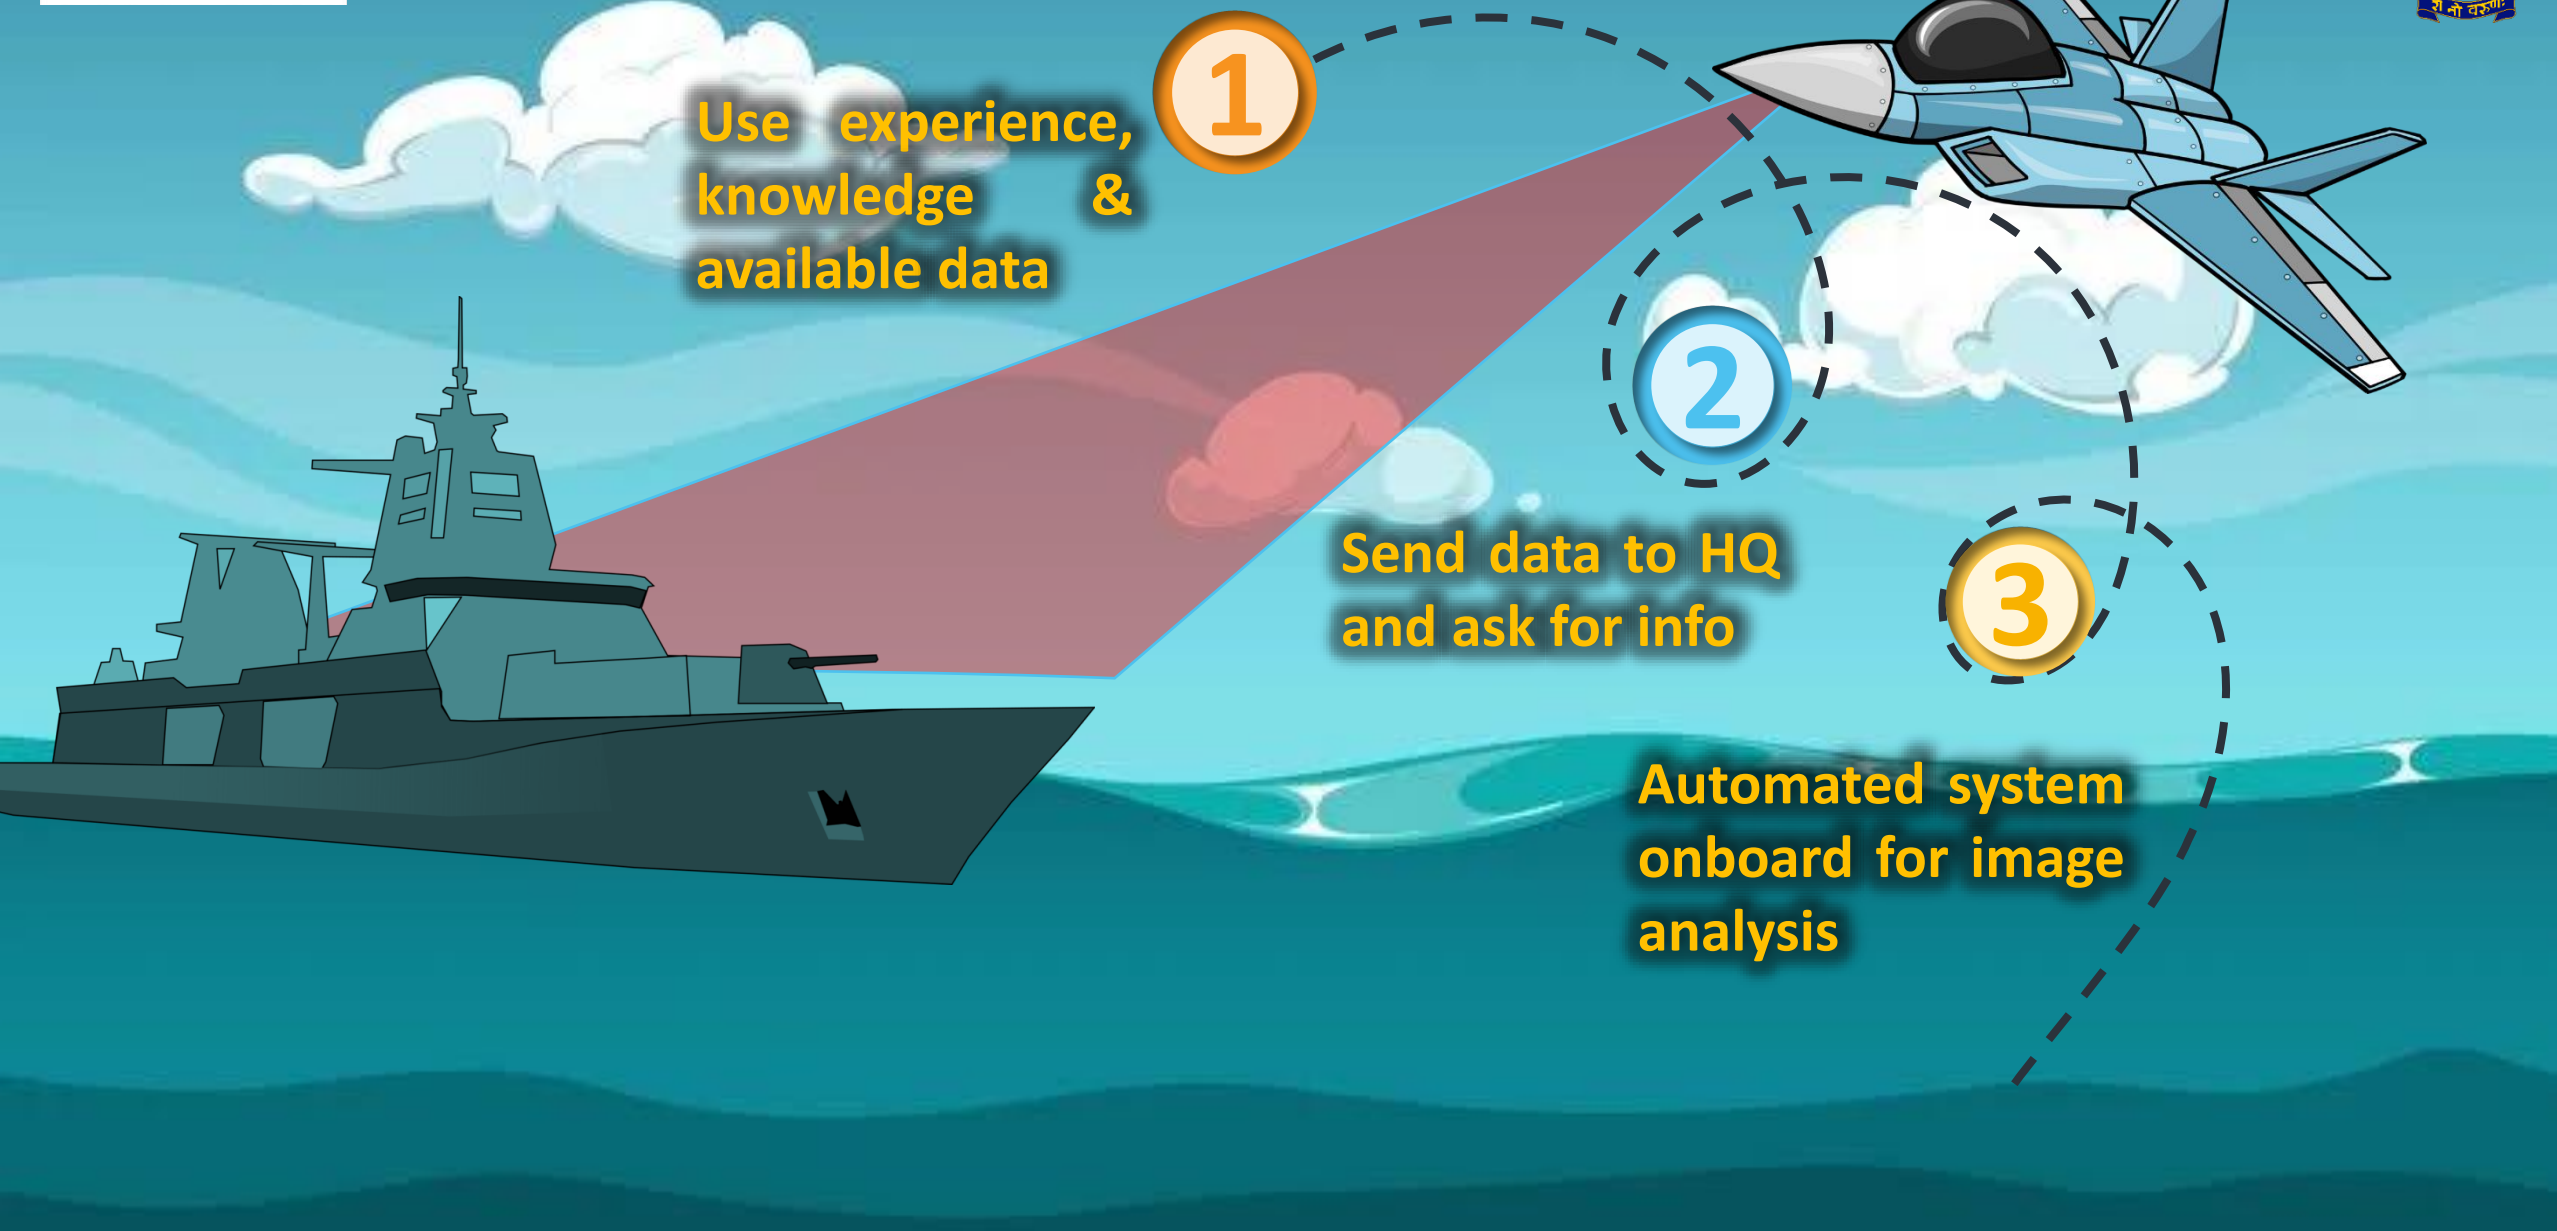 1
Use experience,
knowledge &
available data
2
Send data to HQ
and ask for info
3
Automated system
onboard for image
analysis
शं नो वरुणः